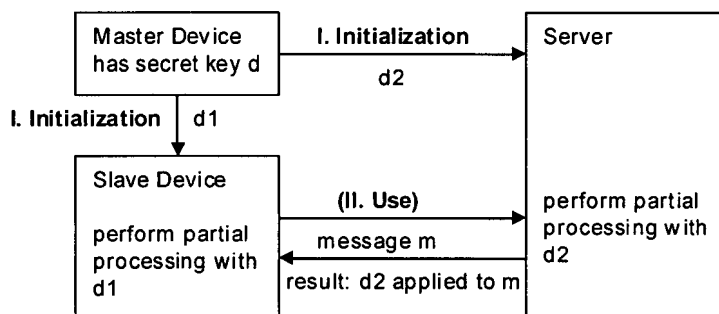 Master Device
has secret key d
I. Initialization
d2
Server
I. Initialization
d1
Slave Device
perform partial
processing with
d1
(II. Use)
message m
result: d2 applied to m
perform partial
processing with
d2